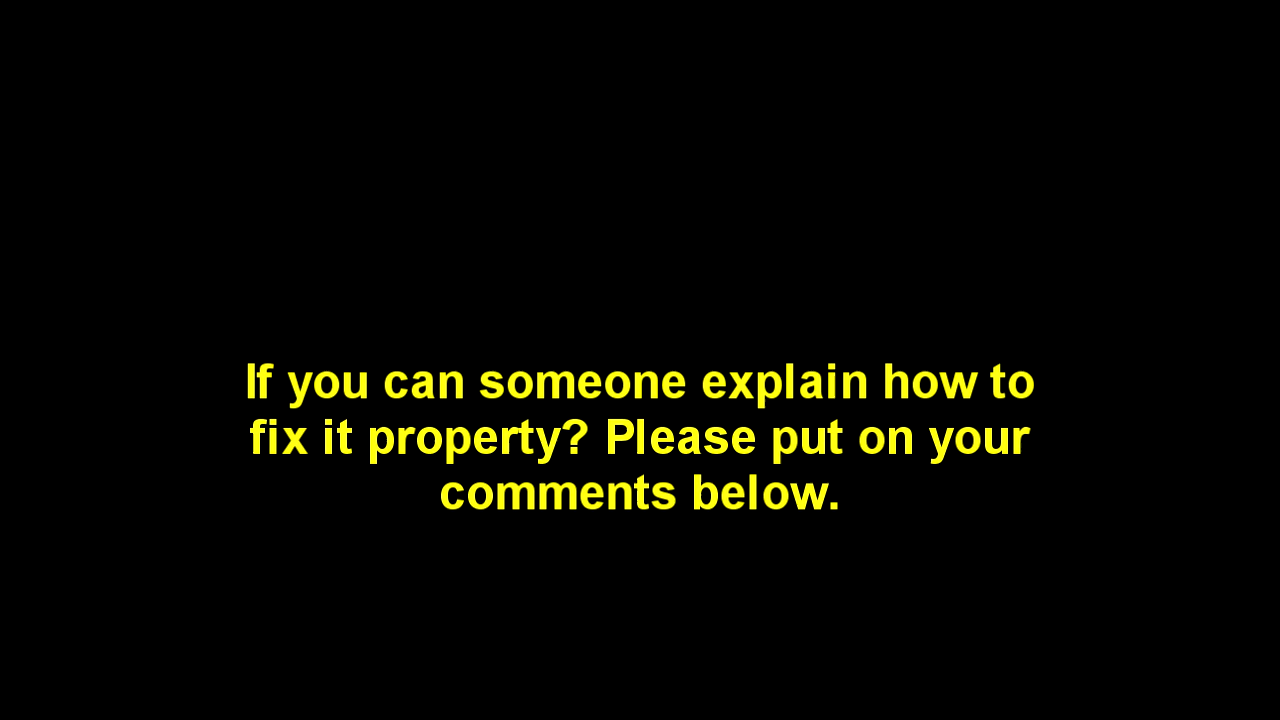 If you can someone explain how to
fix it property? Please put on your
comments below.